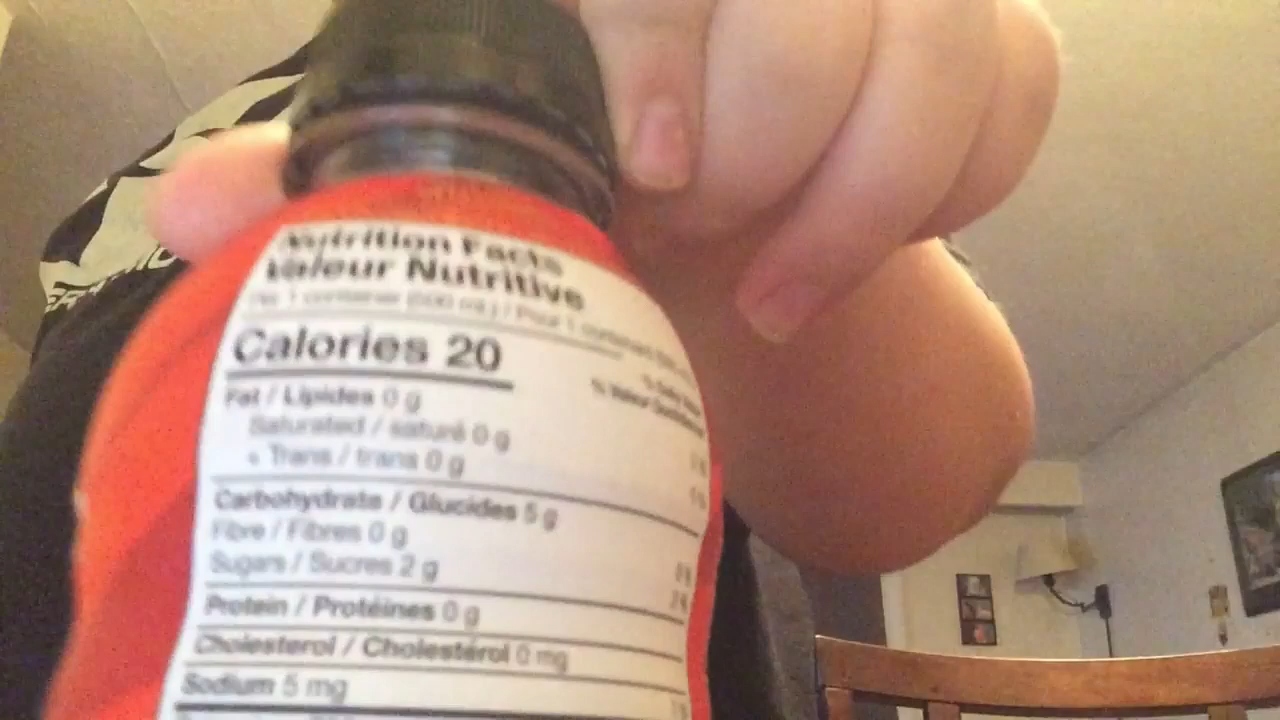 Nutrition Facts
Valeur Nutritive
Calories 20
Fat / Lipides 0 g
Saturated / saturé 0 g
+ Trans / trans 0 g
Carbohydrate / Glucides 5 g
Fibre / Fibres 0 g
Sugars / Sucres 2 g
Protein / Protéines 0 g
Cholesterol / Cholestérol 0 mg
Sodium 5 mg